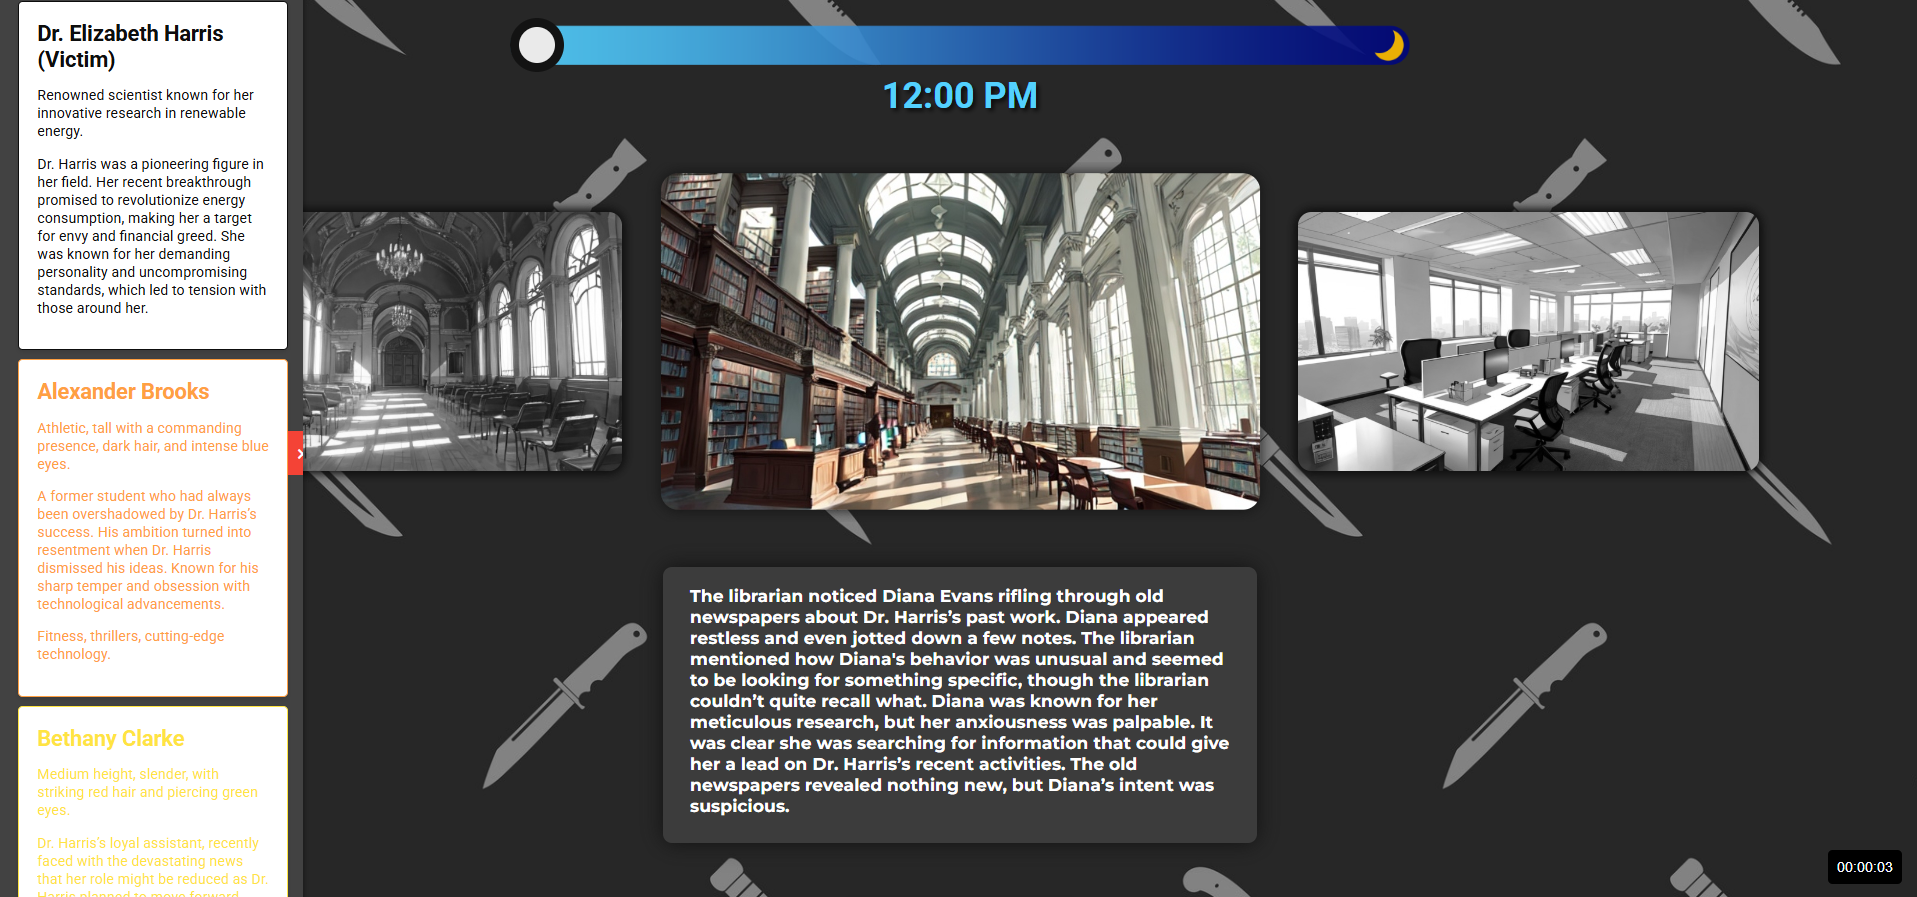 Dr. Elizabeth Harris
(Victim)
Renowned scientist known for her
innovative research in renewable
energy.
Dr. Harris was a pioneering figure in
her field. Her recent breakthrough
promised to revolutionize energy
consumption, making her a target
for envy and financial greed. She
was known for her demanding
personality and uncompromising
standards, which led to tension with
those around her.
Alexander Brooks
Athletic, tall with a commanding
presence, dark hair, and intense blue
eyes.
A former student who had always
been overshadowed by Dr. Harris’s
success. His ambition turned into
resentment when Dr. Harris
dismissed his ideas. Known for his
sharp temper and obsession with
technological advancements.
Fitness, thrillers, cutting-edge
technology.
Bethany Clarke
Medium height, slender, with
striking red hair and piercing green
eyes.
Dr. Harris’s loyal assistant, recently
faced with the devastating news
that her role might be reduced as Dr.
Harris planned to move forward
12:00 PM
The librarian noticed Diana Evans rifling through old
newspapers about Dr. Harris’s past work. Diana appeared
restless and even jotted down a few notes. The librarian
mentioned how Diana's behavior was unusual and seemed
to be looking for something specific, though the librarian
couldn’t quite recall what. Diana was known for her
meticulous research, but her anxiousness was palpable. It
was clear she was searching for information that could give
her a lead on Dr. Harris’s recent activities. The old
newspapers revealed nothing new, but Diana’s intent was
suspicious.
00:00:03